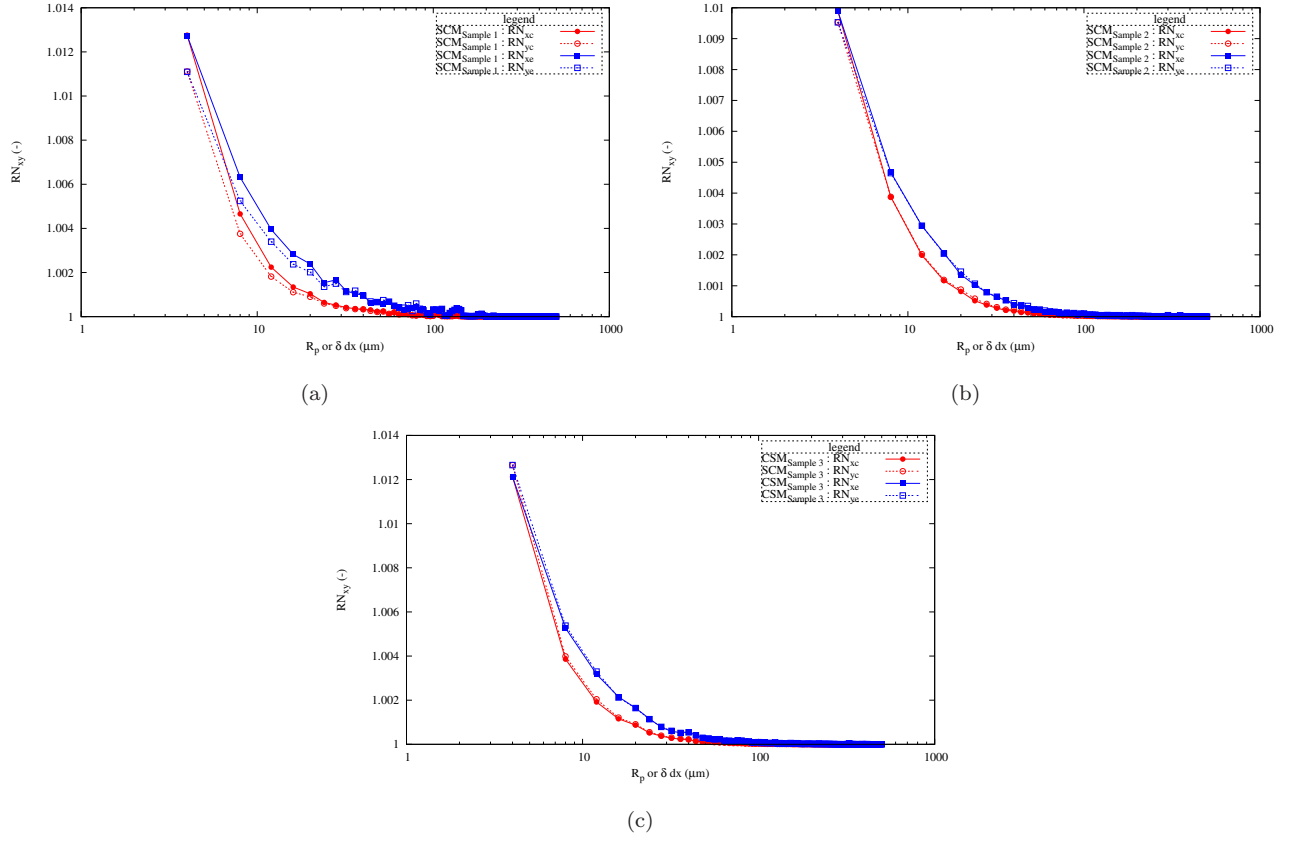 1.014
1.012
1.01
1.008
1.006
1.004
1.002
1
1 10 100 1000
RN_xy (-)
R_p or δ dx (μm)
legend
SCM_Sample 1 : RN_xc
SCM_Sample 1 : RN_yc
SCM_Sample 1 : RN_xe
SCM_Sample 1 : RN_ye
(a)
1.01
1.009
1.008
1.007
1.006
1.005
1.004
1.003
1.002
1.001
1
1 10 100 1000
RN_xy (-)
R_p or δ dx (μm)
legend
SCM_Sample 2 : RN_xc
SCM_Sample 2 : RN_yc
SCM_Sample 2 : RN_xe
SCM_Sample 2 : RN_ye
(b)
1.014
1.012
1.01
1.008
1.006
1.004
1.002
1
1 10 100 1000
RN_xy (-)
R_p or δ dx (μm)
legend
CSM_Sample 3 : RN_xc
SCM_Sample 3 : RN_yc
CSM_Sample 3 : RN_xe
CSM_Sample 3 : RN_ye
(c)